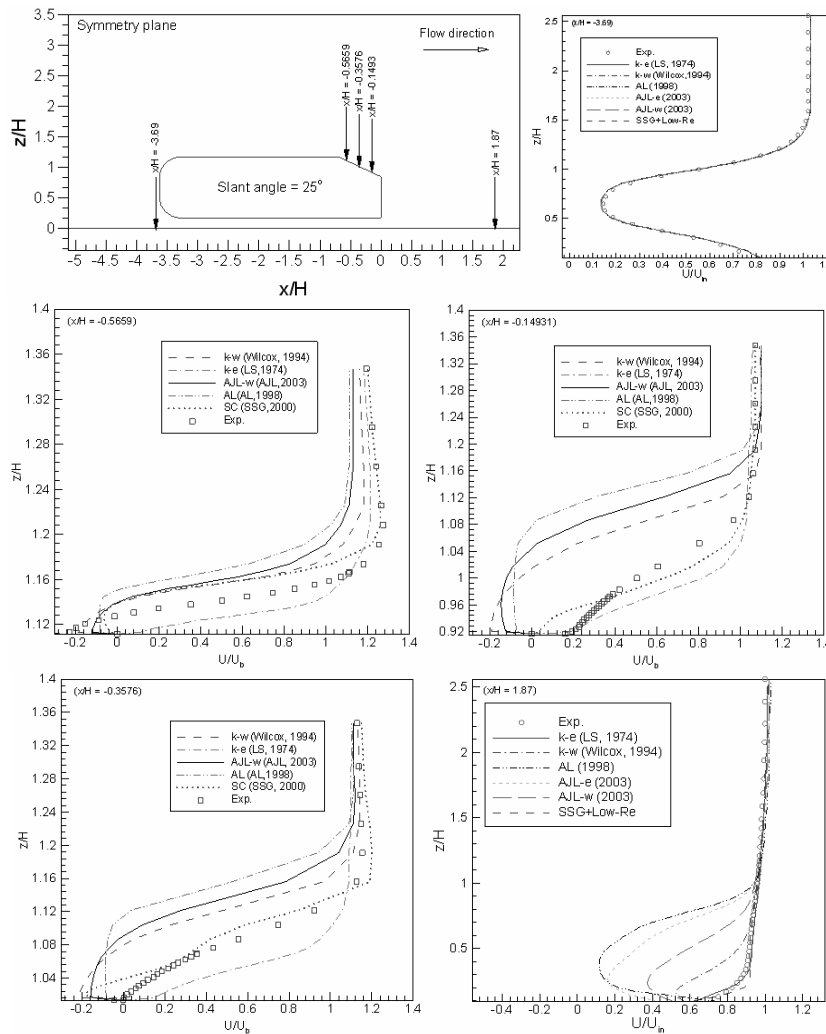 Symmetry plane
Flow direction
x/H = -0.5659
x/H = -0.3576
x/H = -0.1493
x/H = -3.69
x/H = 1.87
Slant angle = 25°
z/H
3.5
3
2.5
2
1.5
1
0.5
0
-5 -4.5 -4 -3.5 -3 -2.5 -2 -1.5 -1 -0.5 0 0.5 1 1.5 2
x/H
(x/H = -3.69)
Exp.
k-e (LS, 1974)
k-w (Wilcox, 1994)
AL (1998)
AJL-e (2003)
AJL-w (2003)
SSG+Low-Re
z/H
2.5
2
1.5
1
0.5
0 0.1 0.2 0.3 0.4 0.5 0.6 0.7 0.8 0.9 1
U/Uin
(x/H = -0.5659)
k-w (Wilcox, 1994)
k-e (LS, 1974)
AJL-w (AJL, 2003)
AL (AL, 1998)
SC (SSG, 2000)
Exp.
z/H
1.4
1.36
1.32
1.28
1.24
1.2
1.16
1.12
-0.2 0 0.2 0.4 0.6 0.8 1 1.2 1.4
U/Ub
(x/H = -0.14931)
k-w (Wilcox, 1994)
k-e (LS, 1974)
AJL-w (AJL, 2003)
AL (AL, 1998)
SC (SSG, 2000)
Exp.
z/H
1.4
1.36
1.32
1.28
1.24
1.2
1.16
1.12
1.08
1.04
1
0.96
0.92
-0.2 0 0.2 0.4 0.6 0.8 1 1.2 1.4
U/Ub
(x/H = -0.3576)
k-w (Wilcox, 1994)
k-e (LS, 1974)
AJL-w (AJL, 2003)
AL (AL, 1998)
SC (SSG, 2000)
Exp.
z/H
1.4
1.36
1.32
1.28
1.24
1.2
1.16
1.12
1.08
1.04
-0.2 0 0.2 0.4 0.6 0.8 1 1.2 1.4
U/Ub
(x/H = 1.87)
Exp.
k-e (LS, 1974)
k-w (Wilcox, 1994)
AL (1998)
AJL-e (2003)
AJL-w (2003)
SSG+Low-Re
z/H
2.5
2
1.5
1
0.5
-0.4 -0.2 0 0.2 0.4 0.6 0.8 1 1.2 1.4
U/Uin